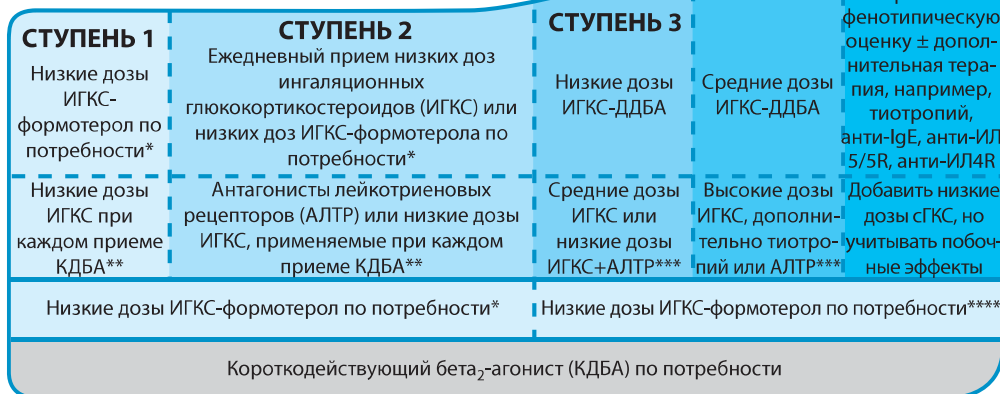 СТУПЕНЬ 1
Низкие дозы
ИГКС-
формотерол по
потребности*
СТУПЕНЬ 2
Ежедневный прием низких доз
ингаляционных
глюкокортикостероидов (ИГКС) или
низких доз ИГКС-формотерола по
потребности*
СТУПЕНЬ 3
Низкие дозы
ИГКС-ДДБА
Средние дозы
ИГКС-ДДБА
фенотипическую
оценку ± допол-
нительная тера-
пия, например,
тиотропий,
анти-IgE, анти-ИЛ
5/5R, анти-ИЛ4R
Низкие дозы
ИГКС при
каждом приеме
КДБА**
Антагонисты лейкотриеновых
рецепторов (АЛТР) или низкие дозы
ИГКС, применяемые при каждом
приеме КДБА**
Средние дозы
ИГКС или
низкие дозы
ИГКС+АЛТР***
Высокие дозы
ИГКС, дополни-
тельно тиотро-
пий или АЛТР***
Добавить низкие
дозы сГКС, но
учитывать побоч-
ные эффекты
Низкие дозы ИГКС-формотерол по потребности*
Низкие дозы ИГКС-формотерол по потребности****
Короткодействующий бета₂-агонист (КДБА) по потребности